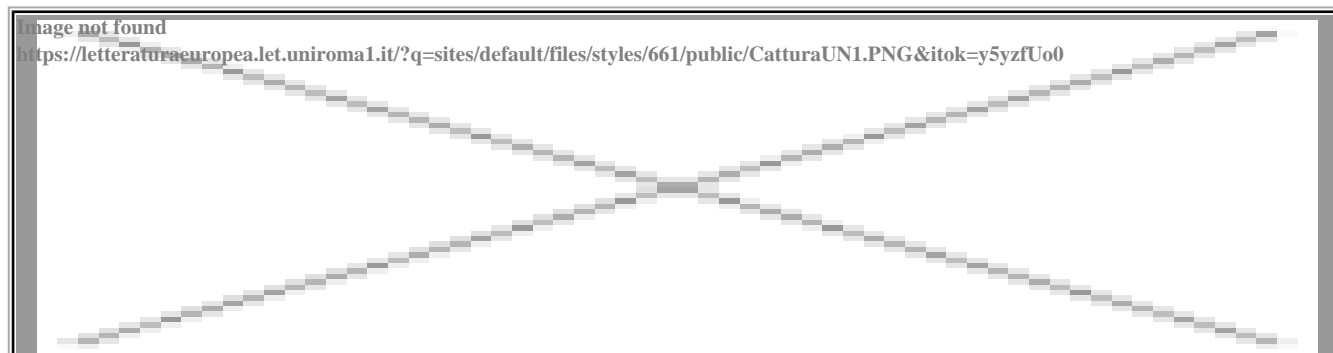 Image not found
https://letteraturaeuropea.let.uniroma1.it/?q=sites/default/files/styles/661/public/CatturaUN1.PNG&itok=y5yzfUo0